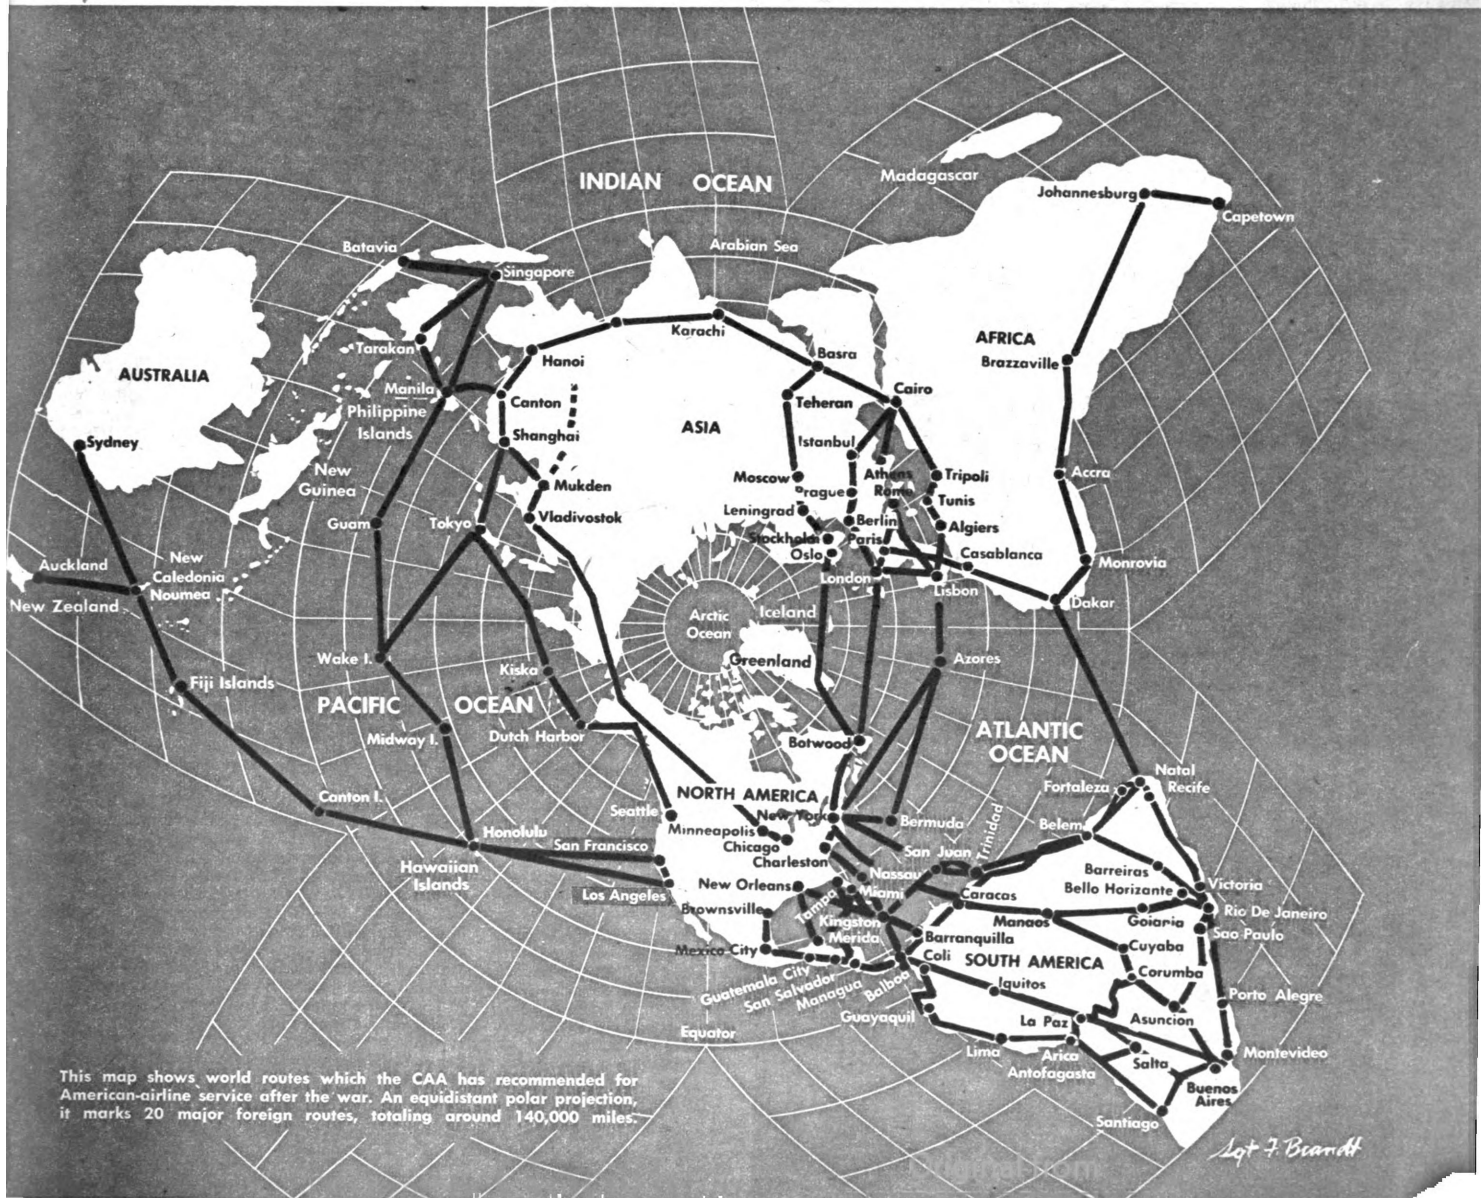 INDIAN OCEAN
Madagascar
Johannesburg
Capetown
Batavia
Arabian Sea
Singapore
Karachi
AFRICA
Tarakan
Hanoi
Basra
Brazzaville
AUSTRALIA
Manila
Canton
Teheran
Cairo
Philippine
Islands
ASIA
Sydney
Shanghai
Istanbul
New
Guinea
Mukden
Moscow
Athens
Tripoli
Accra
Prague
Rome
Tunis
Guam
Tokyo
Vladivostok
Leningrad
Berlin
Algiers
Stockholm
Paris
Oslo
Casablanca
Auckland
New
Caledonia
Noumea
London
Lisbon
Monrovia
New Zealand
Arctic
Ocean
Iceland
Dakar
Wake I.
Kiska
Greenland
Azores
Fiji Islands
PACIFIC OCEAN
Midway I.
Dutch Harbor
Botwood
ATLANTIC
OCEAN
Canton I.
NORTH AMERICA
Natal
Recife
Fortaleza
Seattle
New York
Bermuda
Belem
Honolulu
Minneapolis
San Francisco
Chicago
San Juan
Trinidad
Hawaiian
Islands
Charleston
Nassau
Barreiras
Los Angeles
New Orleans
Miami
Caracas
Bello Horizante
Victoria
Brownsville
Tampa
Kingston
Manaos
Goiania
Rio De Janeiro
Merida
Barranquilla
Sao Paulo
Mexico City
Coli
SOUTH AMERICA
Cuyaba
Guatemala City
San Salvador
Managua
Balboa
Iquitos
Corumba
Porto Alegre
Guayaquil
La Paz
Asuncion
Equator
Lima
Arica
Antofagasta
Salta
Montevideo
Buenos
Aires
Santiago
This map shows world routes which the CAA has recommended for
American-airline service after the war. An equidistant polar projection,
it marks 20 major foreign routes, totaling around 140,000 miles.
Sgt F. Brandt
Original from